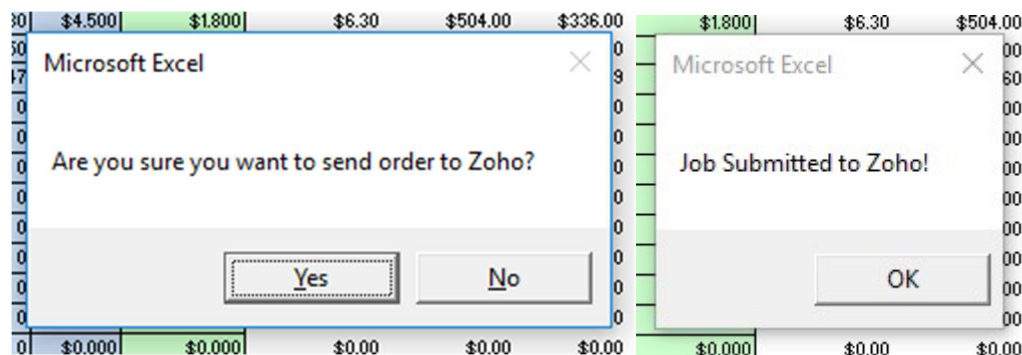 $4.500 $1.800 $6.30 $504.00 $336.00
Microsoft Excel
Are you sure you want to send order to Zoho?
Yes No
$0.000 $0.000 $0.00 $0.00 $0.00
$1.800 $6.30 $504.00
Microsoft Excel
Job Submitted to Zoho!
OK
$0.000 $0.00 $0.00